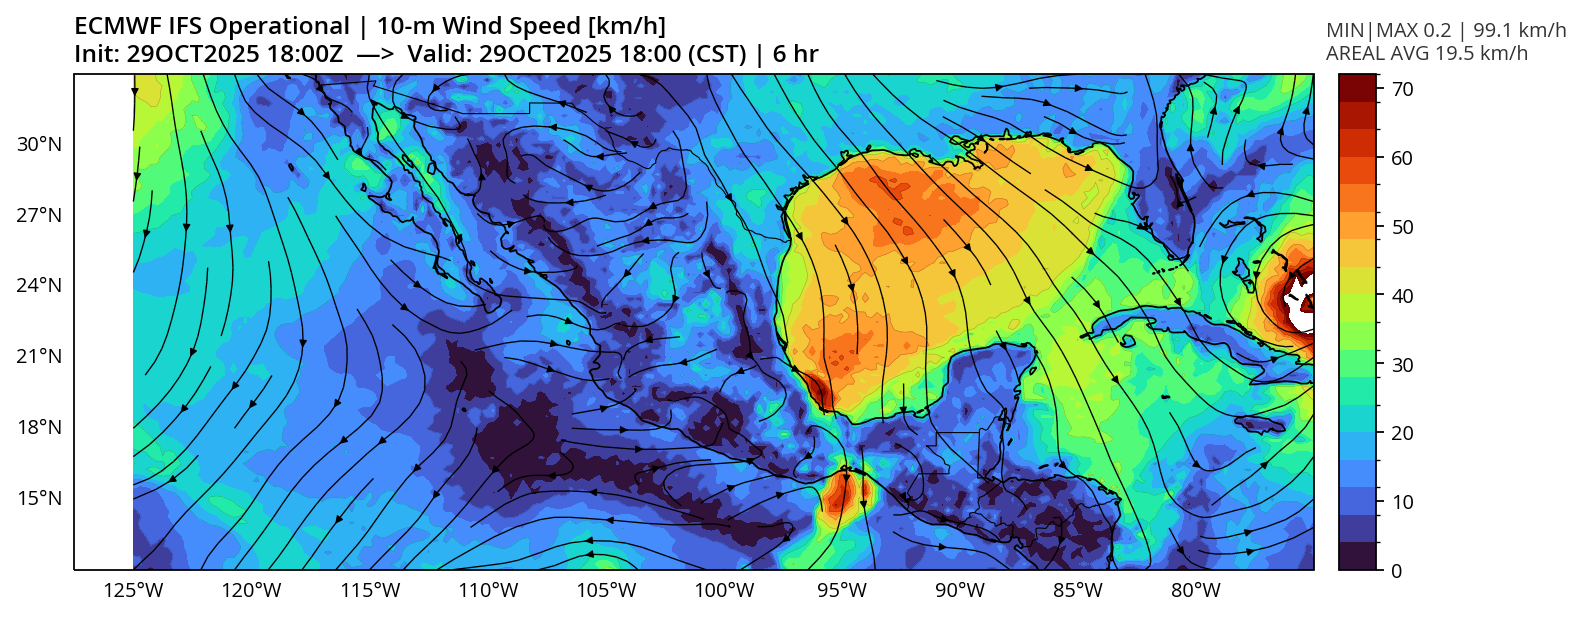 ECMWF IFS Operational | 10-m Wind Speed [km/h]
Init: 29OCT2025 18:00Z —> Valid: 29OCT2025 18:00 (CST) | 6 hr
MIN|MAX 0.2 | 99.1 km/h
AREAL AVG 19.5 km/h
30°N
27°N
24°N
21°N
18°N
15°N
125°W 120°W 115°W 110°W 105°W 100°W 95°W 90°W 85°W 80°W
70
60
50
40
30
20
10
0